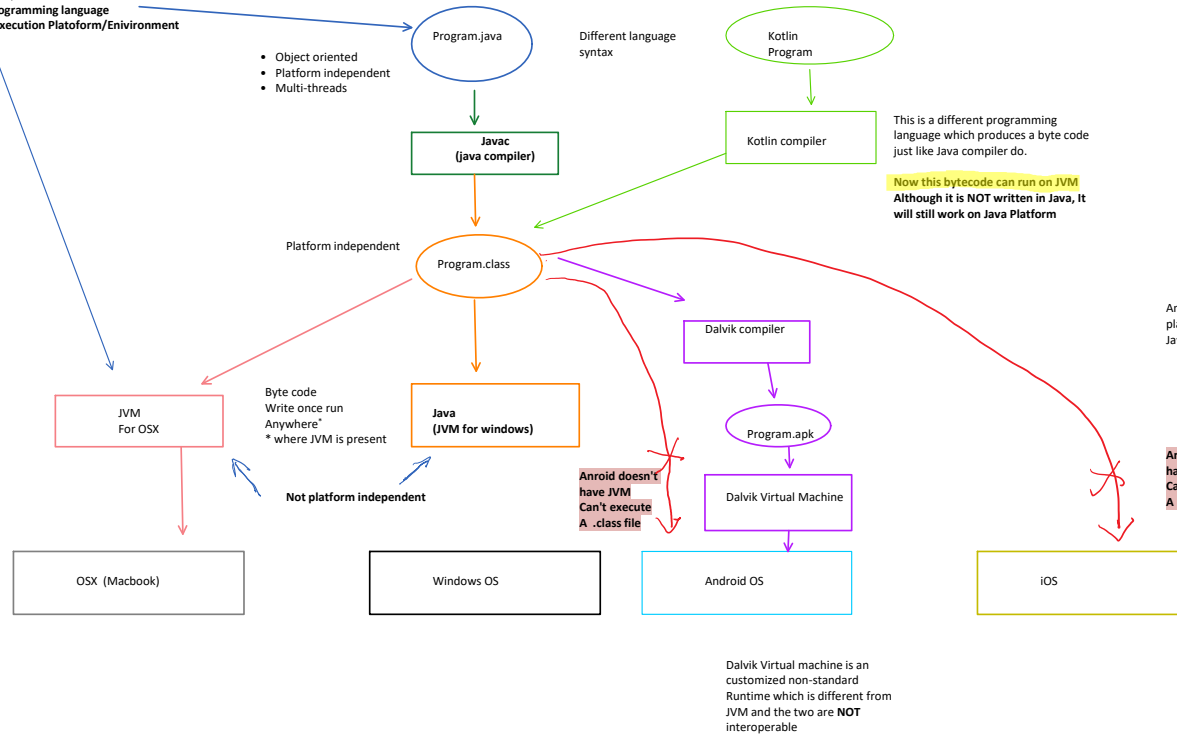 ogramming language
xecution Platoform/Enivironment
Program.java
Different language
syntax
Kotlin
Program
• Object oriented
• Platform independent
• Multi-threads
Javac
(java compiler)
Kotlin compiler
This is a different programming
language which produces a byte code
just like Java compiler do.
Now this bytecode can run on JVM
Although it is NOT written in Java, It
will still work on Java Platform
Platform independent
Program.class
Dalvik compiler
Ar
pla
Ja
JVM
For OSX
Byte code
Write once run
Anywhere*
* where JVM is present
Java
(JVM for windows)
Program.apk
Not platform independent
Anroid doesn't
have JVM
Can't execute
A .class file
Dalvik Virtual Machine
Ar
ha
Ca
A
OSX (Macbook)
Windows OS
Android OS
iOS
Dalvik Virtual machine is an
customized non-standard
Runtime which is different from
JVM and the two are NOT
interoperable